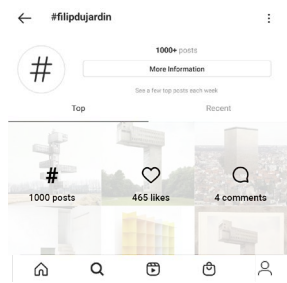 #filipdujardin
#
1000+ posts
More Information
See a few top posts each week
Top
Recent
#
1000 posts
465 likes
4 comments